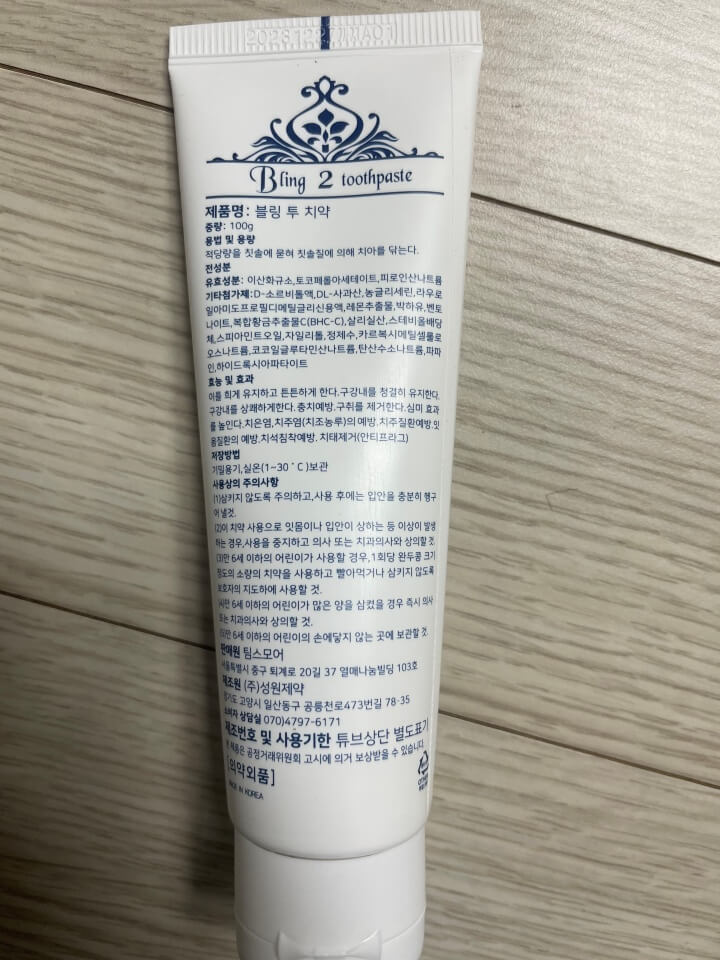 Bling 2 toothpaste
제품명: 블링 투 치약
중량: 100g
용법 및 용량
적당량을 칫솔에 묻혀 칫솔질에 의해 치아를 닦는다.
전성분
유효성분: 이산화규소,토코페롤아세테이트,피로인산나트륨
기타첨가제:D-소르비톨액,DL-사과산,농글리세린,라우로
일아미도프로필디메틸글리신용액,레몬추출물,박하유,벤토
나이트,복합황금추출물C(BHC-C),살리실산,스테비올배당
체,스피아민트오일,자일리톨,정제수,카르복시메틸셀룰로
오스나트륨,코코일글루타민산나트륨,탄산수소나트륨,파파
인,하이드록시아파타이트
효능 및 효과
이를 희게 유지하고 튼튼하게 한다.구강내를 청결히 유지한다.
구강내를 상쾌하게한다.충치예방.구취를 제거한다.심미 효과
를 높인다.치은염,치주염(치조농루)의 예방.치주질환예방.잇
몸질환의 예방.치석침착예방. 치태제거(안티프라그)
저장방법
기밀용기,실온(1~30˚C)보관
사용상의 주의사항
(1)삼키지 않도록 주의하고,사용 후에는 입안을 충분히 헹구
어 낼것.
(2)이 치약 사용으로 잇몸이나 입안이 상하는 등 이상이 발생
하는 경우,사용을 중지하고 의사 또는 치과의사와 상의할 것.
(3)만 6세 이하의 어린이가 사용할 경우,1회당 완두콩 크기
정도의 소량의 치약을 사용하고 빨아먹거나 삼키지 않도록
보호자의 지도하에 사용할 것.
(4)만 6세 이하의 어린이가 많은 양을 삼켰을 경우 즉시 의사
또는 치과의사와 상의할 것.
(5)만 6세 이하의 어린이의 손에닿지 않는 곳에 보관할 것.
판매원 팀스모어
서울특별시 중구 퇴계로 20길 37 열매나눔빌딩 103호
제조원 (주)성원제약
경기도 고양시 일산동구 공릉천로473번길 78-35
소비자 상담실 070)4797-6171
제조번호 및 사용기한 튜브상단 별도표기
본 제품은 공정거래위원회 고시에 의거 보상받을 수 있습니다.
[의약외품]
MADE IN KOREA